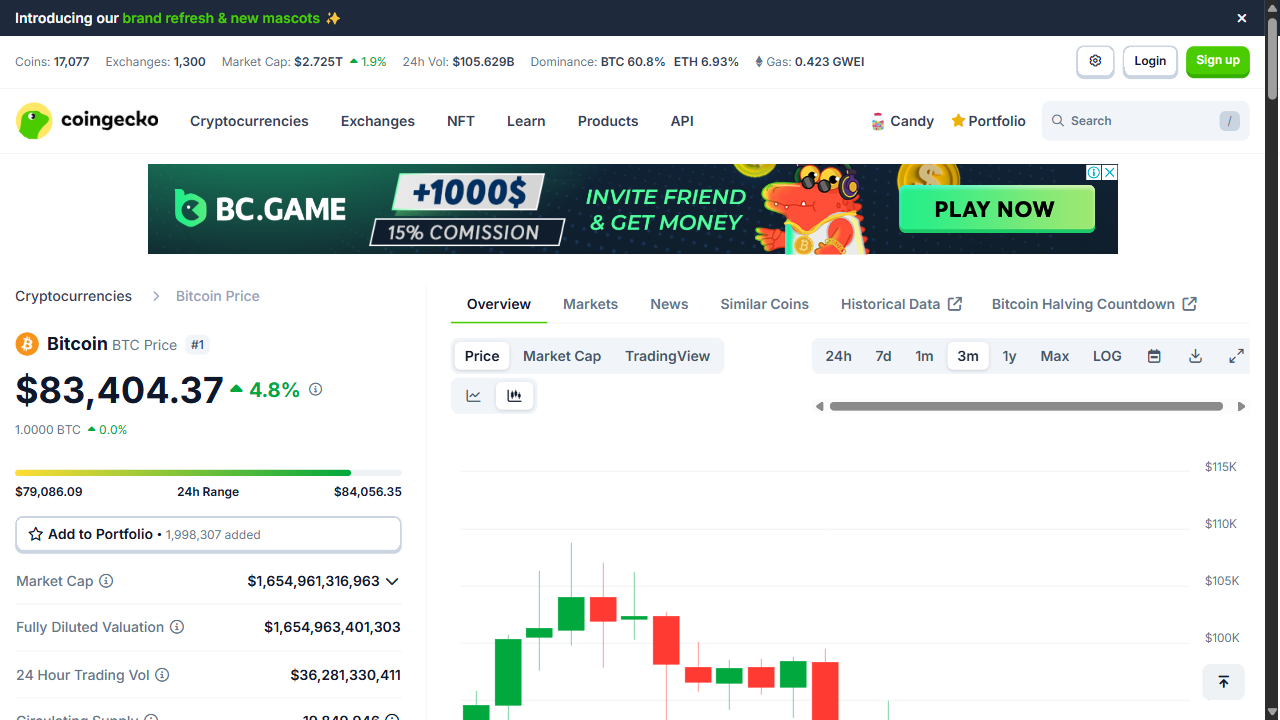 Introducing our brand refresh & new mascots ✨
Coins: 17,077 Exchanges: 1,300 Market Cap: $2.725T 1.9% 24h Vol: $105.629B Dominance: BTC 60.8% ETH 6.93% Gas: 0.423 GWEI
Login
Sign up
coingecko
Cryptocurrencies Exchanges NFT Learn Products API
Candy Portfolio Search /
BC.GAME
+1000$
15% COMISSION
INVITE FRIEND
& GET MONEY
PLAY NOW
Cryptocurrencies Bitcoin Price
Bitcoin BTC Price #1
$83,404.37 4.8%
1.0000 BTC 0.0%
$79,086.09 24h Range $84,056.35
Add to Portfolio • 1,998,307 added
Market Cap $1,654,961,316,963
Fully Diluted Valuation $1,654,963,401,303
24 Hour Trading Vol $36,281,330,411
Circulating Supply 19,849,046
Overview Markets News Similar Coins Historical Data Bitcoin Halving Countdown
Price Market Cap TradingView
24h 7d 1m 3m 1y Max LOG
$115K
$110K
$105K
$100K